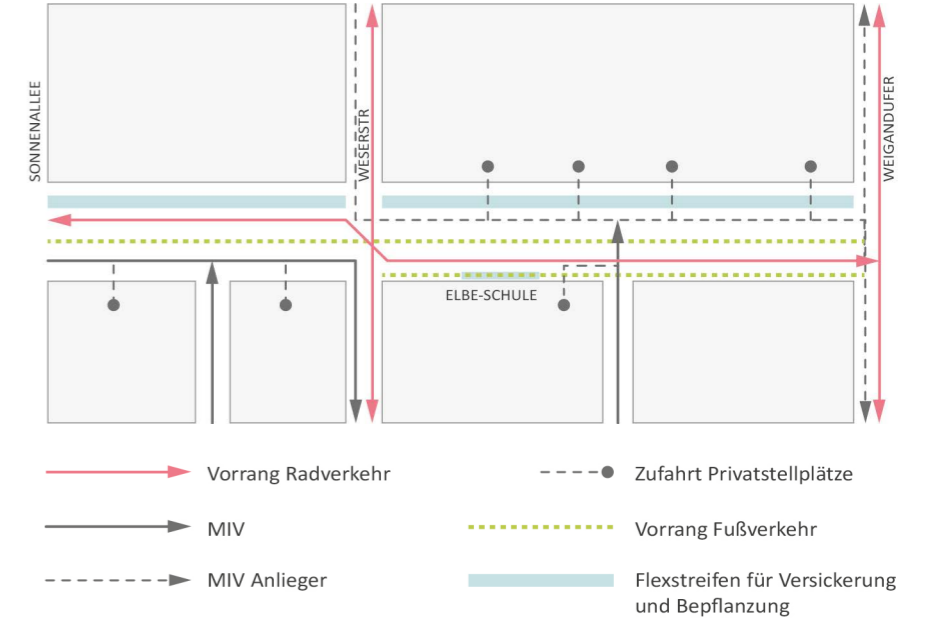 SONNENALLEE
WESERSTR
WEIGANDUFER
ELBE-SCHULE
Vorrang Radverkehr
Zufahrt Privatstellplätze
MIV
Vorrang Fußverkehr
MIV Anlieger
Flexstreifen für Versickerung
und Bepflanzung